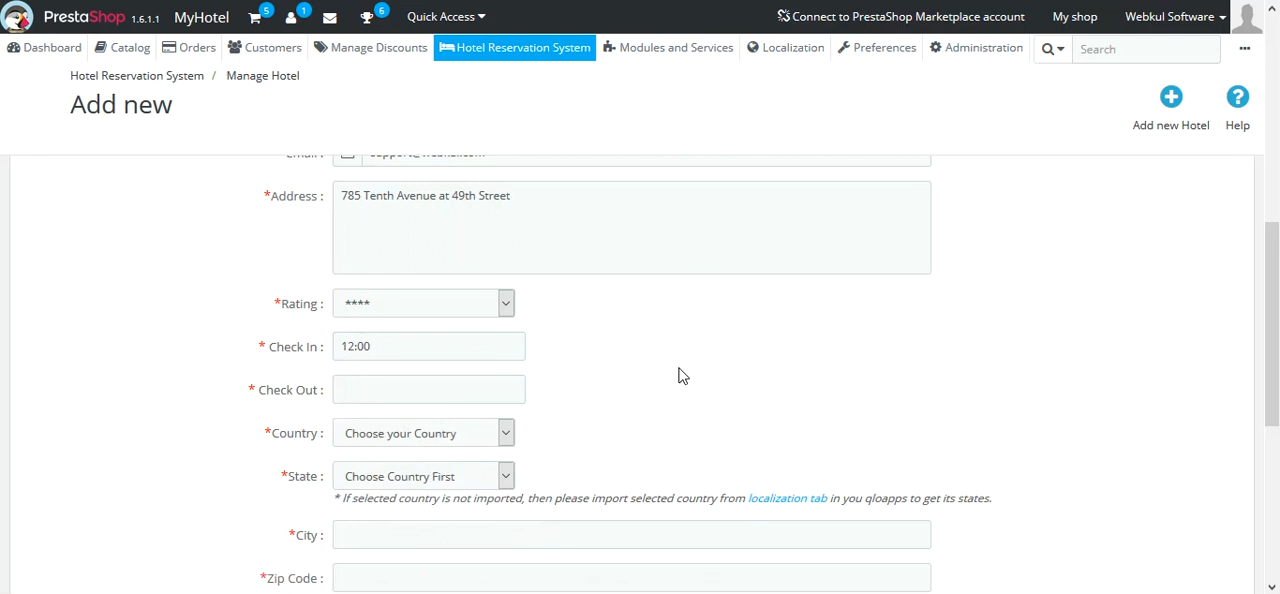 PrestaShop 1.6.1.1 MyHotel 5 1 6 Quick Access Connect to PrestaShop Marketplace account My shop Webkul Software
Dashboard Catalog Orders Customers Manage Discounts Hotel Reservation System Modules and Services Localization Preferences Administration Search
Hotel Reservation System / Manage Hotel
Add new
Add new Hotel Help
*Address : 785 Tenth Avenue at 49th Street
*Rating : ****
* Check In : 12:00
* Check Out :
*Country : Choose your Country
*State : Choose Country First
* If selected country is not imported, then please import selected country from localization tab in you qloapps to get its states.
*City :
*Zip Code :